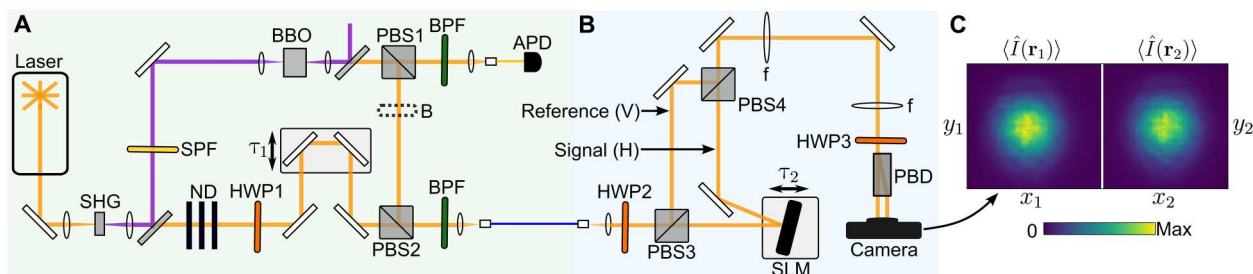 A
Laser
SHG
SPF
ND
HWP1
BBO
τ1
PBS1
BPF
APD
B
PBS2
BPF
B
Reference (V)
Signal (H)
HWP2
PBS3
PBS4
f
f
HWP3
PBD
τ2
SLM
Camera
C
⟨Î(r1)⟩
⟨Î(r2)⟩
y1
y2
x1
x2
0
Max